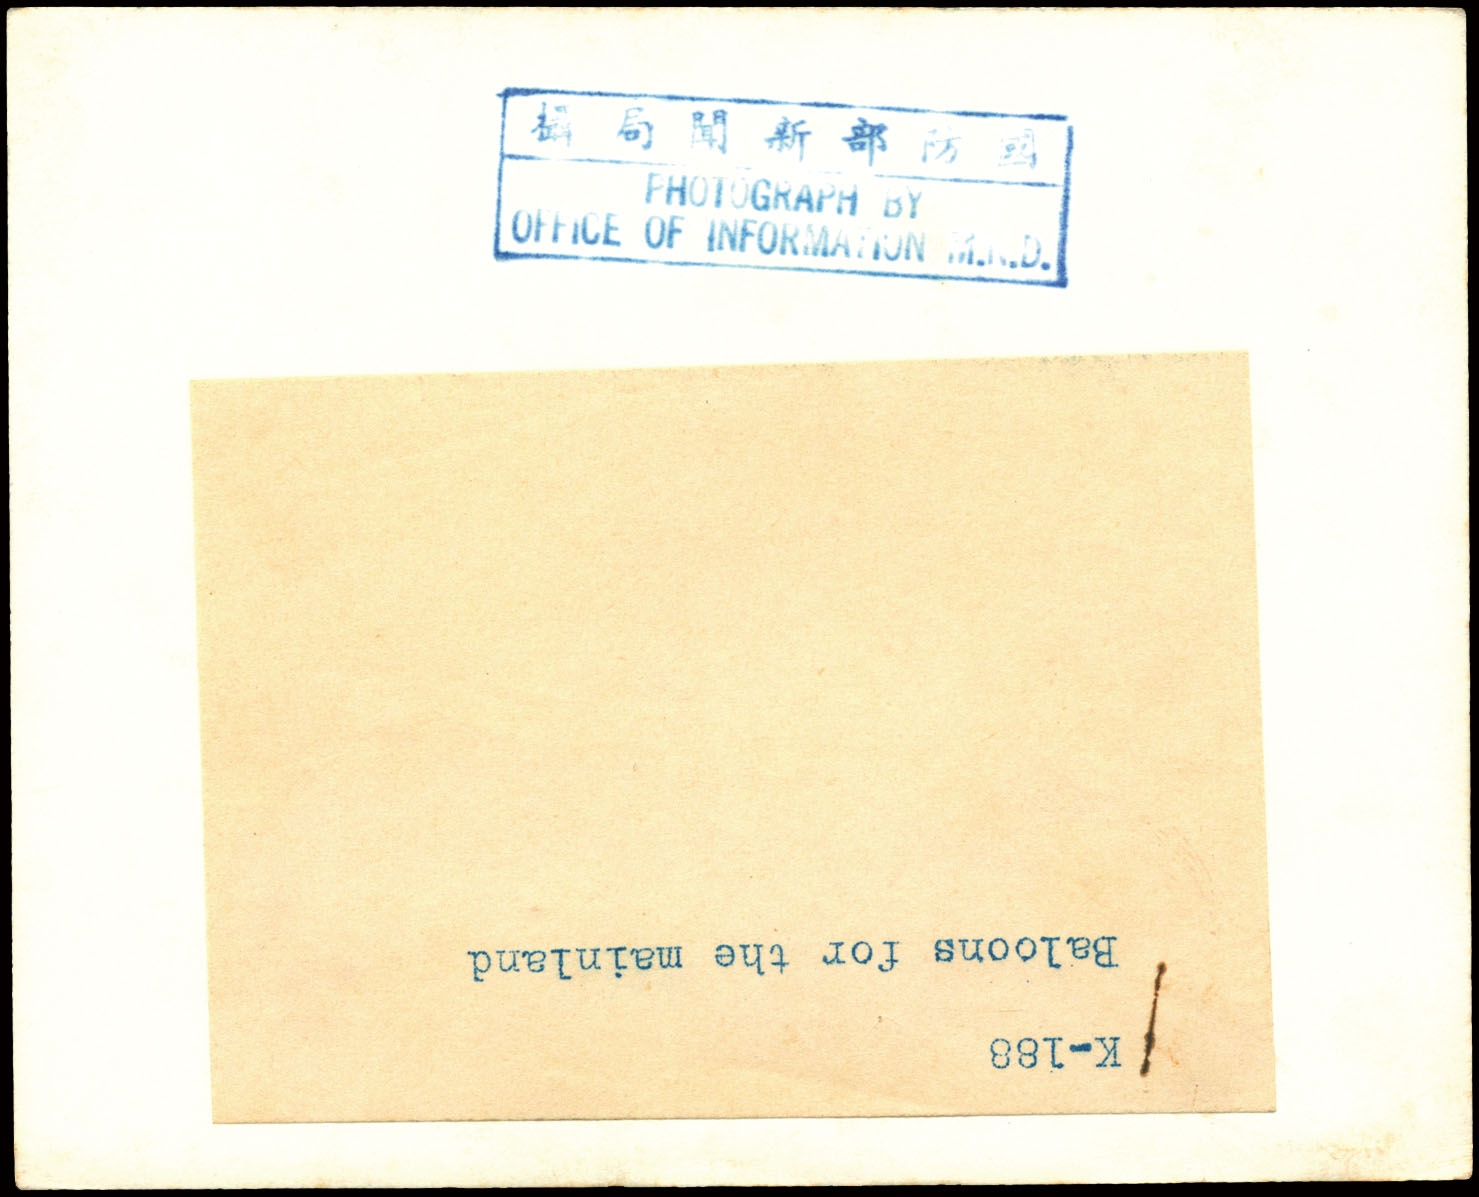 國防部新聞局攝
PHOTOGRAPH BY
OFFICE OF INFORMATION M.N.D.
K-188
Baloons for the mainland